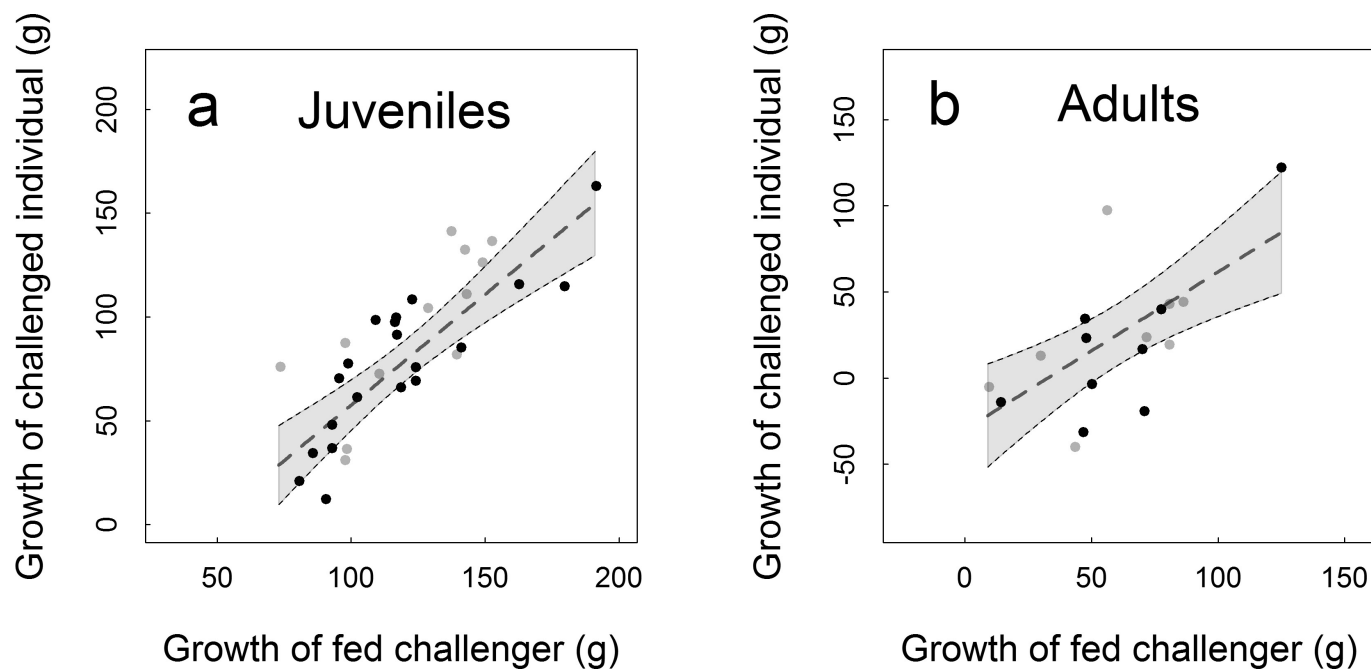 a Juveniles
Growth of challenged individual (g)
200
150
100
50
0
50 100 150 200
Growth of fed challenger (g)
b Adults
Growth of challenged individual (g)
150
100
50
0
-50
0 50 100 150
Growth of fed challenger (g)